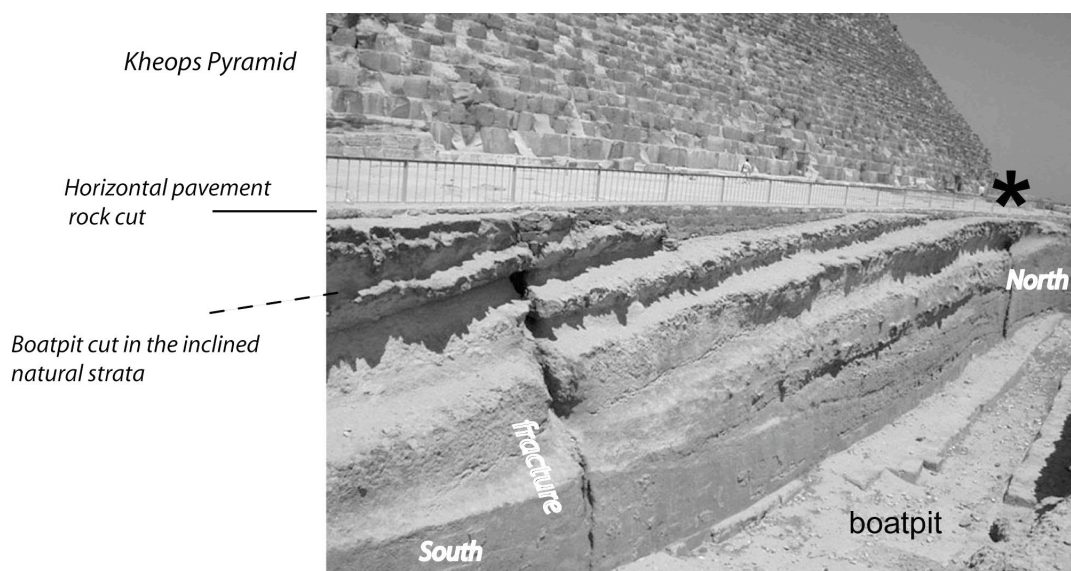 Kheops Pyramid
Horizontal pavement
rock cut
Boatpit cut in the inclined
natural strata
*
North
fracture
South
boatpit